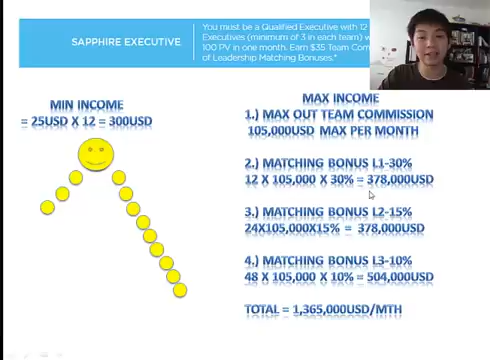 SAPPHIRE EXECUTIVE
You must be a Qualified Executive with 12
Executives (minimum of 3 in each team) w
100 PV in one month. Earn $35 Team Com
of Leadership Matching Bonuses.*
MIN INCOME
= 25USD X 12 = 300USD
MAX INCOME
1.) MAX OUT TEAM COMMISSION
105,000USD MAX PER MONTH
2.) MATCHING BONUS L1-30%
12 X 105,000 X 30% = 378,000USD
3.) MATCHING BONUS L2-15%
24X105,000X15% = 378,000USD
4.) MATCHING BONUS L3-10%
48 X 105,000 X 10% = 504,000USD
TOTAL = 1,365,000USD/MTH